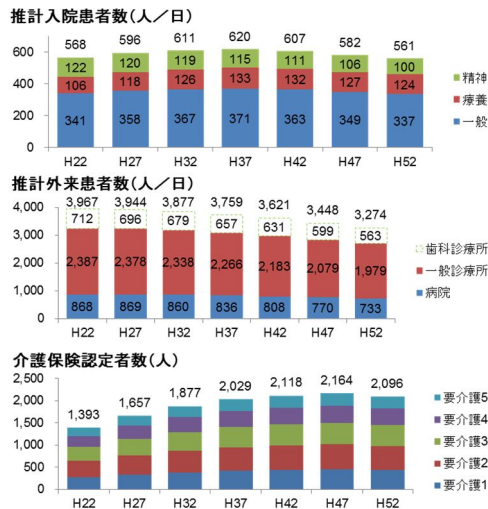 推計入院患者数(人／日)
568 596 611 620 607 582 561
600
400
200
0
122 120 119 115 111 106 100
106 118 126 133 132 127 124
341 358 367 371 363 349 337
H22 H27 H32 H37 H42 H47 H52
精神
療養
一般
推計外来患者数(人／日)
3,967 3,944 3,877 3,759 3,621 3,448 3,274
4,000
3,000
2,000
1,000
0
712 696 679 657 631 599 563
2,387 2,378 2,338 2,266 2,183 2,079 1,979
868 869 860 836 808 770 733
H22 H27 H32 H37 H42 H47 H52
歯科診療所
一般診療所
病院
介護保険認定者数(人)
2,500
2,000
1,500
1,000
500
0
1,393 1,657 1,877 2,029 2,118 2,164 2,096
H22 H27 H32 H37 H42 H47 H52
要介護5
要介護4
要介護3
要介護2
要介護1